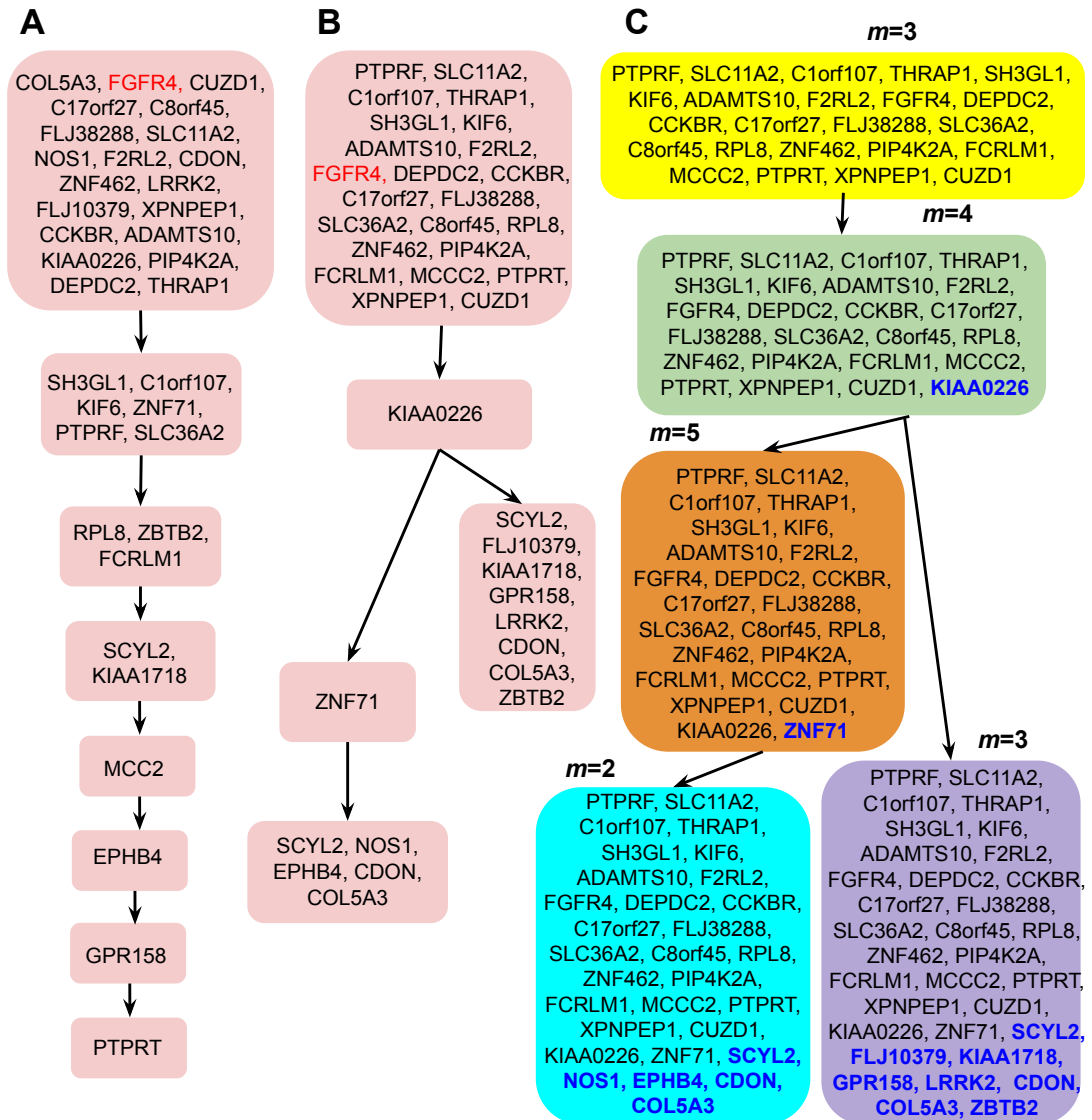 A
COL5A3, FGFR4, CUZD1,
C17orf27, C8orf45,
FLJ38288, SLC11A2,
NOS1, F2RL2, CDON,
ZNF462, LRRK2,
FLJ10379, XPNPEP1,
CCKBR, ADAMTS10,
KIAA0226, PIP4K2A,
DEPDC2, THRAP1
SH3GL1, C1orf107,
KIF6, ZNF71,
PTPRF, SLC36A2
RPL8, ZBTB2,
FCRLM1
SCYL2,
KIAA1718
MCC2
EPHB4
GPR158
PTPRT
B
PTPRF, SLC11A2,
C1orf107, THRAP1,
SH3GL1, KIF6,
ADAMTS10, F2RL2,
FGFR4, DEPDC2, CCKBR,
C17orf27, FLJ38288,
SLC36A2, C8orf45, RPL8,
ZNF462, PIP4K2A,
FCRLM1, MCCC2, PTPRT,
XPNPEP1, CUZD1
KIAA0226
SCYL2,
FLJ10379,
KIAA1718,
GPR158,
LRRK2,
CDON,
COL5A3,
ZBTB2
ZNF71
SCYL2, NOS1,
EPHB4, CDON,
COL5A3
C
m=3
PTPRF, SLC11A2, C1orf107, THRAP1, SH3GL1,
KIF6, ADAMTS10, F2RL2, FGFR4, DEPDC2,
CCKBR, C17orf27, FLJ38288, SLC36A2,
C8orf45, RPL8, ZNF462, PIP4K2A, FCRLM1,
MCCC2, PTPRT, XPNPEP1, CUZD1
m=4
PTPRF, SLC11A2, C1orf107, THRAP1,
SH3GL1, KIF6, ADAMTS10, F2RL2,
FGFR4, DEPDC2, CCKBR, C17orf27,
FLJ38288, SLC36A2, C8orf45, RPL8,
ZNF462, PIP4K2A, FCRLM1, MCCC2,
PTPRT, XPNPEP1, CUZD1, KIAA0226
m=5
PTPRF, SLC11A2,
C1orf107, THRAP1,
SH3GL1, KIF6,
ADAMTS10, F2RL2,
FGFR4, DEPDC2, CCKBR,
C17orf27, FLJ38288,
SLC36A2, C8orf45, RPL8,
ZNF462, PIP4K2A,
FCRLM1, MCCC2, PTPRT,
XPNPEP1, CUZD1,
KIAA0226, ZNF71
m=2
PTPRF, SLC11A2,
C1orf107, THRAP1,
SH3GL1, KIF6,
ADAMTS10, F2RL2,
FGFR4, DEPDC2, CCKBR,
C17orf27, FLJ38288,
SLC36A2, C8orf45, RPL8,
ZNF462, PIP4K2A,
FCRLM1, MCCC2, PTPRT,
XPNPEP1, CUZD1,
KIAA0226, ZNF71, SCYL2,
NOS1, EPHB4, CDON,
COL5A3
m=3
PTPRF, SLC11A2,
C1orf107, THRAP1,
SH3GL1, KIF6,
ADAMTS10, F2RL2,
FGFR4, DEPDC2, CCKBR,
C17orf27, FLJ38288,
SLC36A2, C8orf45, RPL8,
ZNF462, PIP4K2A,
FCRLM1, MCCC2, PTPRT,
XPNPEP1, CUZD1,
KIAA0226, ZNF71, SCYL2,
FLJ10379, KIAA1718,
GPR158, LRRK2, CDON,
COL5A3, ZBTB2